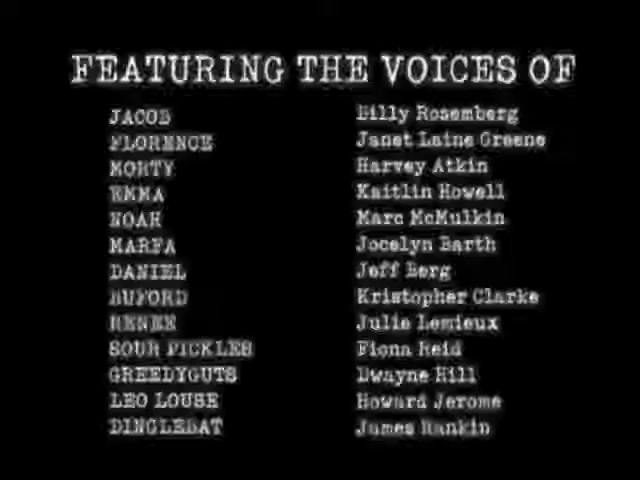 FEATURING THE VOICES OF
JACOB Billy Rosemberg
FLORENCE Janet Laine Greene
MORTY Harvey Atkin
EMMA Kaitlin Howell
NOAH Marc McMulkin
MARFA Jocelyn Barth
DANIEL Jeff Berg
BUFORD Kristopher Clarke
RENEE Julie Lemieux
SOUR PICKLES Fiona Reid
GREEDYGUTS Dwayne Hill
LEO LOUSE Howard Jerome
DINGLEBAT James Rankin